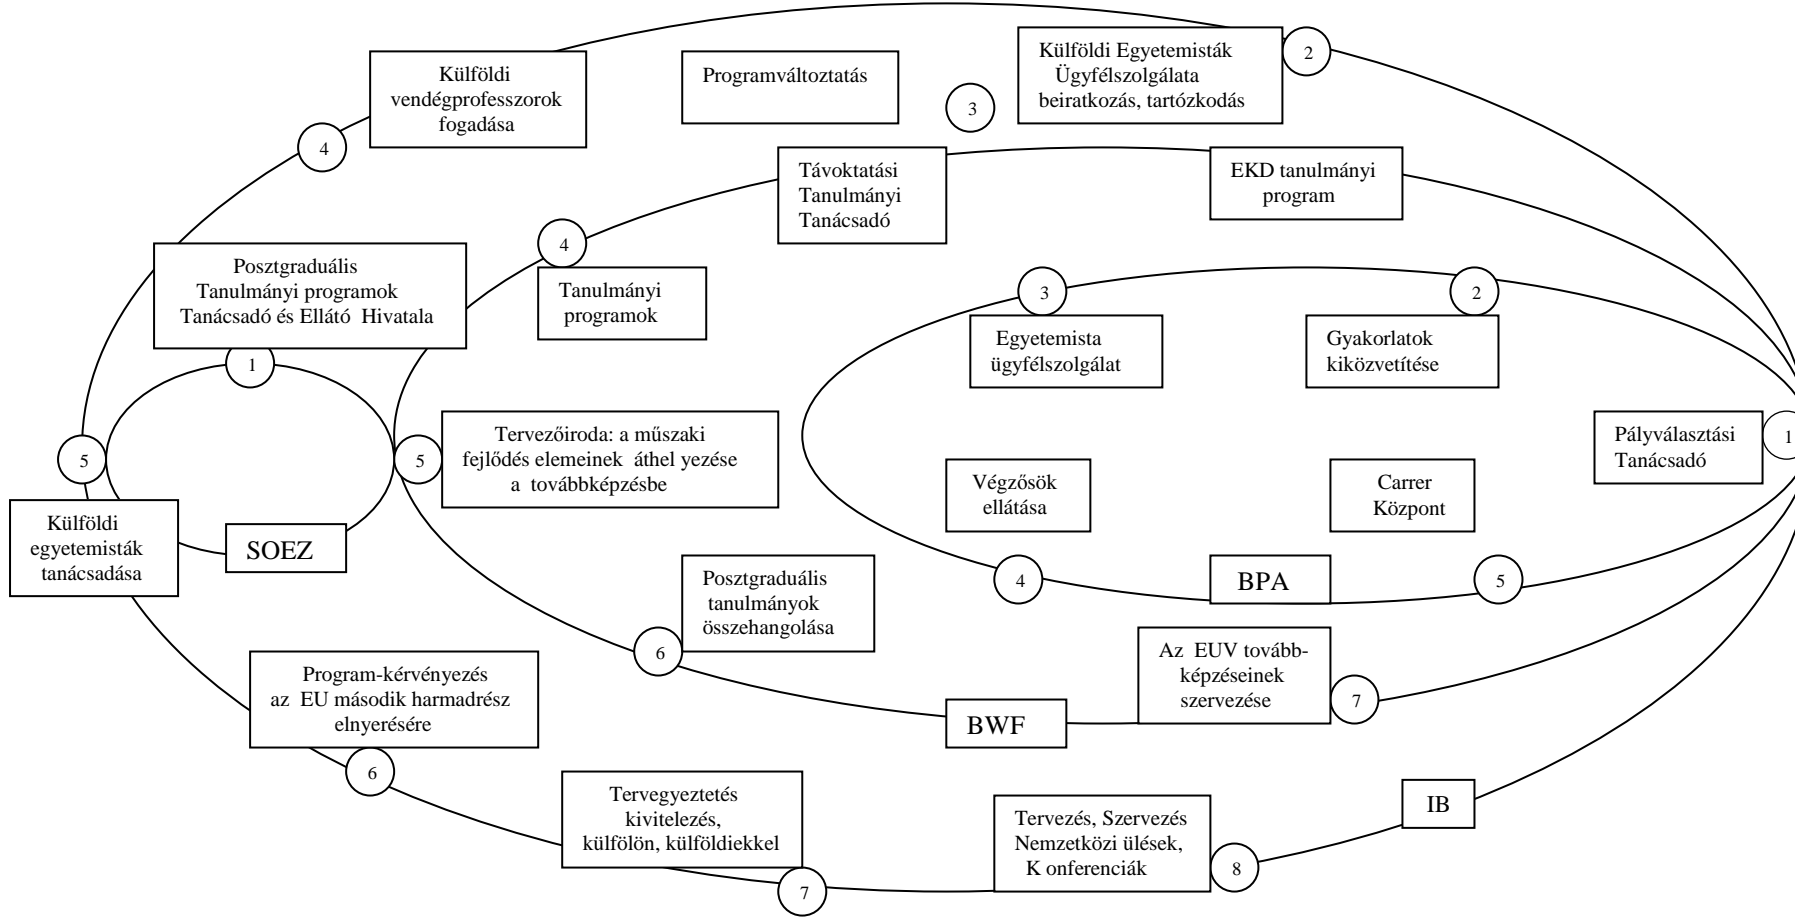 Külföldi
vendégprofesszorok
fogadása
Programváltoztatás
Külföldi Egyetemisták
Ügyfélszolgálata
beiratkozás, tartózkodás
2
3
4
Távoktatási
Tanulmányi
Tanácsadó
EKD tanulmányi
program
4
Posztgraduális
Tanulmányi programok
Tanácsadó és Ellátó Hivatala
Tanulmányi
programok
3
2
Egyetemista
ügyfélszolgálat
Gyakorlatok
kiközvetítése
1
5
5
Tervezőiroda: a műszaki
fejlődés elemeinek áthel yezése
a továbbképzésbe
Pályválasztási
Tanácsadó
1
Végzősök
ellátása
Carrer
Központ
Külföldi
egyetemisták
tanácsadása
SOEZ
4
BPA
5
Posztgraduális
tanulmányok
összehangolása
6
Az EUV tovább-
képzéseinek
szervezése
7
Program-kérvényezés
az EU második harmadrész
elnyerésére
BWF
6
Tervegyeztetés
kivitelezés,
külfölön, külföldiekkel
7
Tervezés, Szervezés
Nemzetközi ülések,
K onferenciák
8
IB